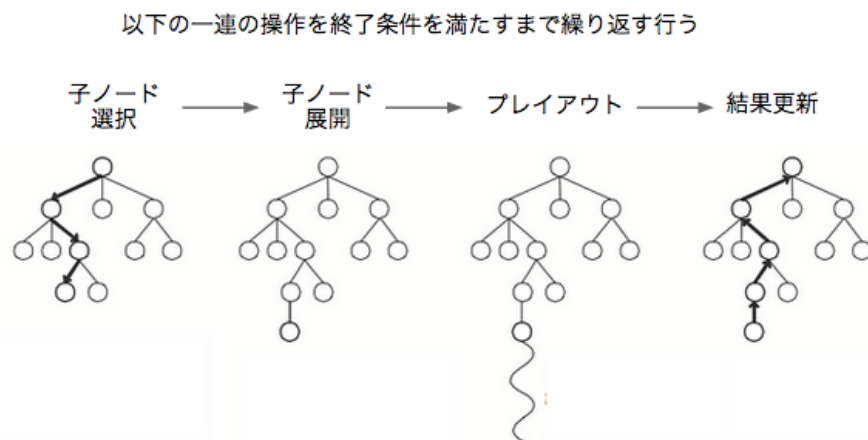 以下の一連の操作を終了条件を満たすまで繰り返す行う
子ノード
選択
子ノード
展開
プレイアウト
結果更新